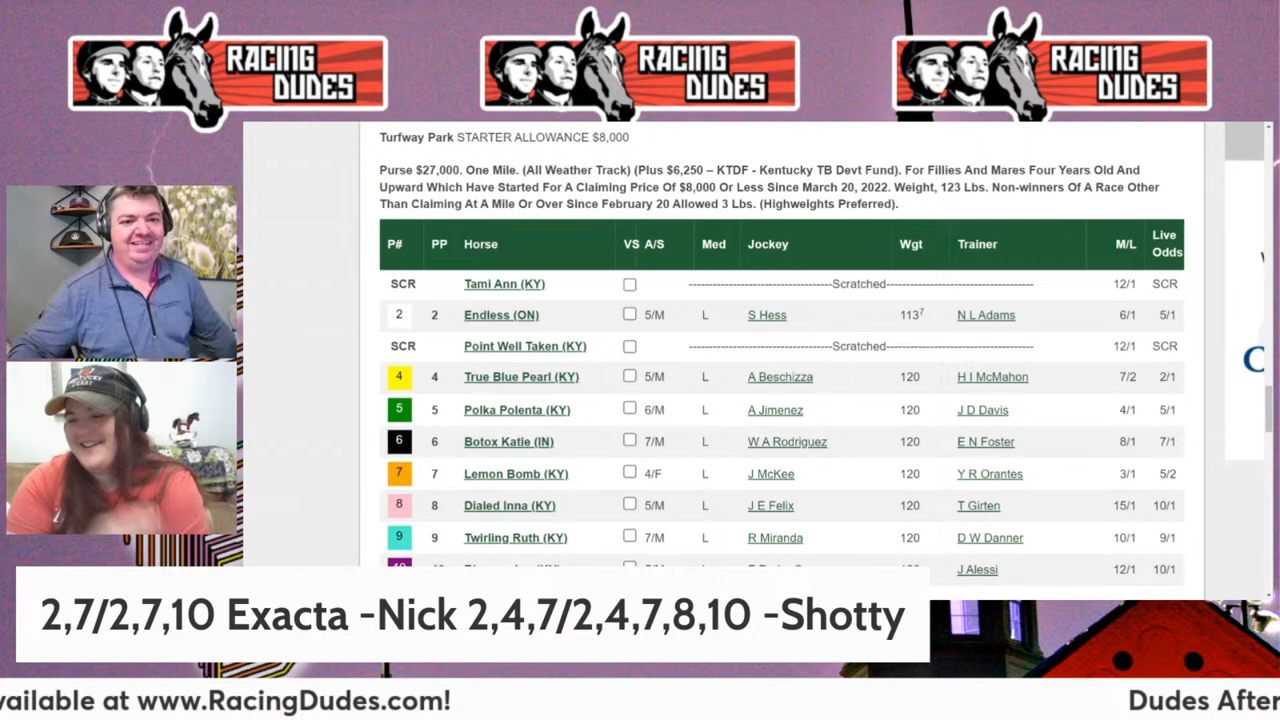 RACING DUDES
RACING DUDES
RACING DUDES
Turfway Park STARTER ALLOWANCE $8,000
Purse $27,000. One Mile. (All Weather Track) (Plus $6,250 – KTDF - Kentucky TB Devt Fund). For Fillies And Mares Four Years Old And
Upward Which Have Started For A Claiming Price Of $8,000 Or Less Since March 20, 2022. Weight, 123 Lbs. Non-winners Of A Race Other
Than Claiming At A Mile Or Over Since February 20 Allowed 3 Lbs. (Highweights Preferred).
P# PP Horse VS A/S Med Jockey Wgt Trainer M/L Live Odds
SCR Tami Ann (KY) ---Scratched--- 12/1 SCR
2 2 Endless (ON) 5/M L S Hess 113⁷ N L Adams 6/1 5/1
SCR Point Well Taken (KY) ---Scratched--- 12/1 SCR
4 4 True Blue Pearl (KY) 5/M L A Beschizza 120 H I McMahon 7/2 2/1
5 5 Polka Polenta (KY) 6/M L A Jimenez 120 J D Davis 4/1 5/1
6 6 Botox Katie (IN) 7/M L W A Rodriguez 120 E N Foster 8/1 7/1
7 7 Lemon Bomb (KY) 4/F L J McKee 120 Y R Orantes 3/1 5/2
8 8 Dialed Inna (KY) 5/M L J E Felix 120 T Girten 15/1 10/1
9 9 Twirling Ruth (KY) 7/M L R Miranda 120 D W Danner 10/1 9/1
J Alessi 12/1 10/1
2,7/2,7,10 Exacta -Nick 2,4,7/2,4,7,8,10 -Shotty
vailable at www.RacingDudes.com! Dudes After